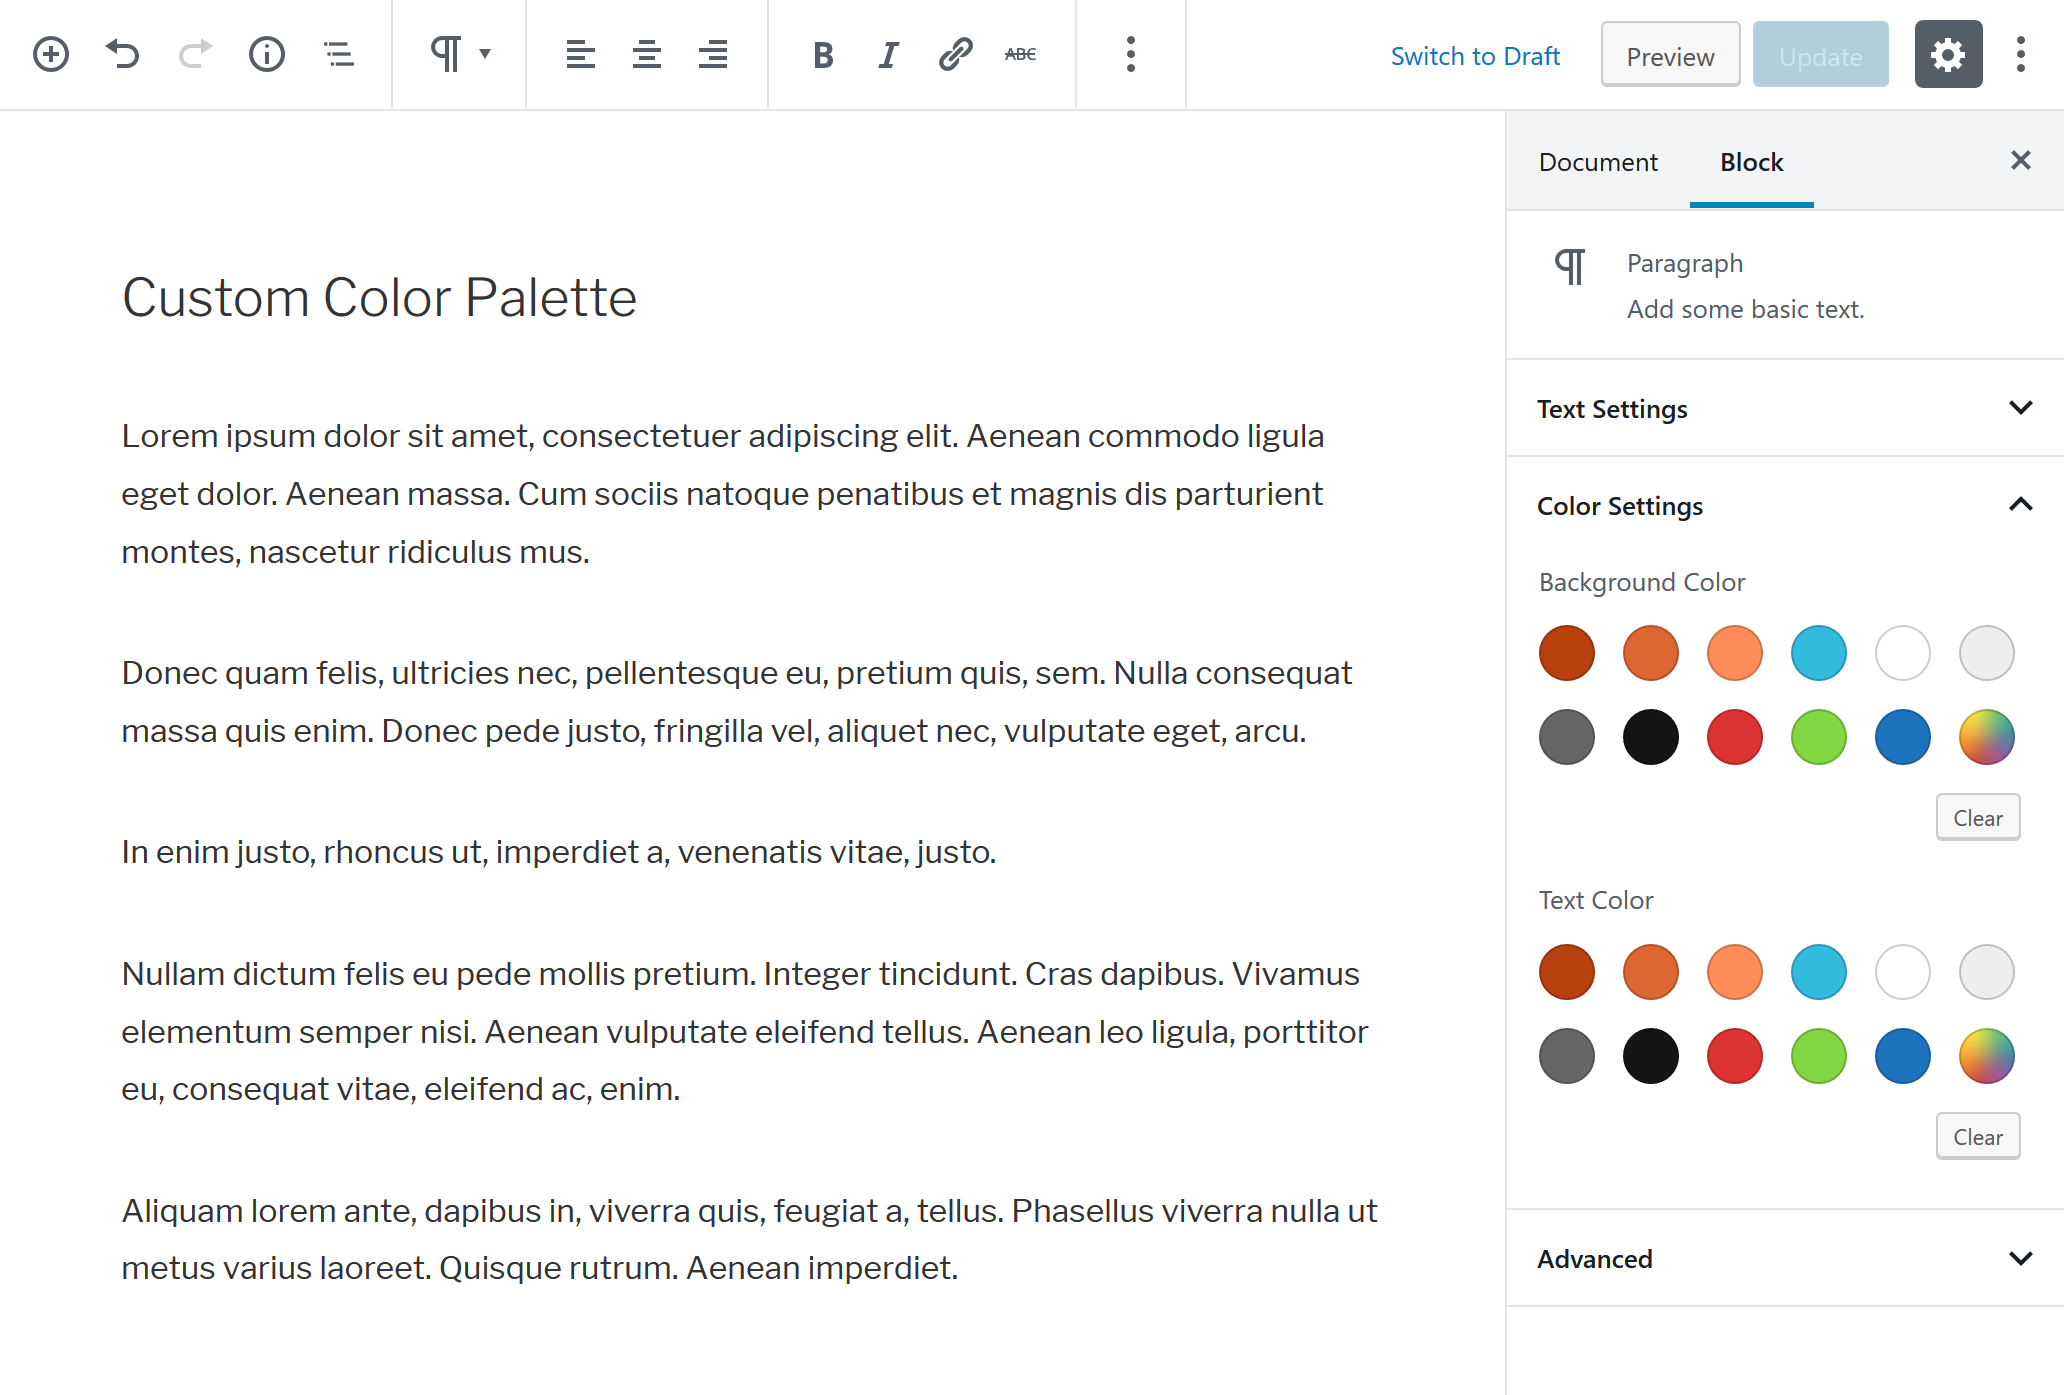 B I ABC
Switch to Draft
Preview
Update
Document
Block
Paragraph
Add some basic text.
Text Settings
Color Settings
Background Color
Clear
Text Color
Clear
Advanced
Custom Color Palette
Lorem ipsum dolor sit amet, consectetuer adipiscing elit. Aenean commodo ligula
eget dolor. Aenean massa. Cum sociis natoque penatibus et magnis dis parturient
montes, nascetur ridiculus mus.
Donec quam felis, ultricies nec, pellentesque eu, pretium quis, sem. Nulla consequat
massa quis enim. Donec pede justo, fringilla vel, aliquet nec, vulputate eget, arcu.
In enim justo, rhoncus ut, imperdiet a, venenatis vitae, justo.
Nullam dictum felis eu pede mollis pretium. Integer tincidunt. Cras dapibus. Vivamus
elementum semper nisi. Aenean vulputate eleifend tellus. Aenean leo ligula, porttitor
eu, consequat vitae, eleifend ac, enim.
Aliquam lorem ante, dapibus in, viverra quis, feugiat a, tellus. Phasellus viverra nulla ut
metus varius laoreet. Quisque rutrum. Aenean imperdiet.